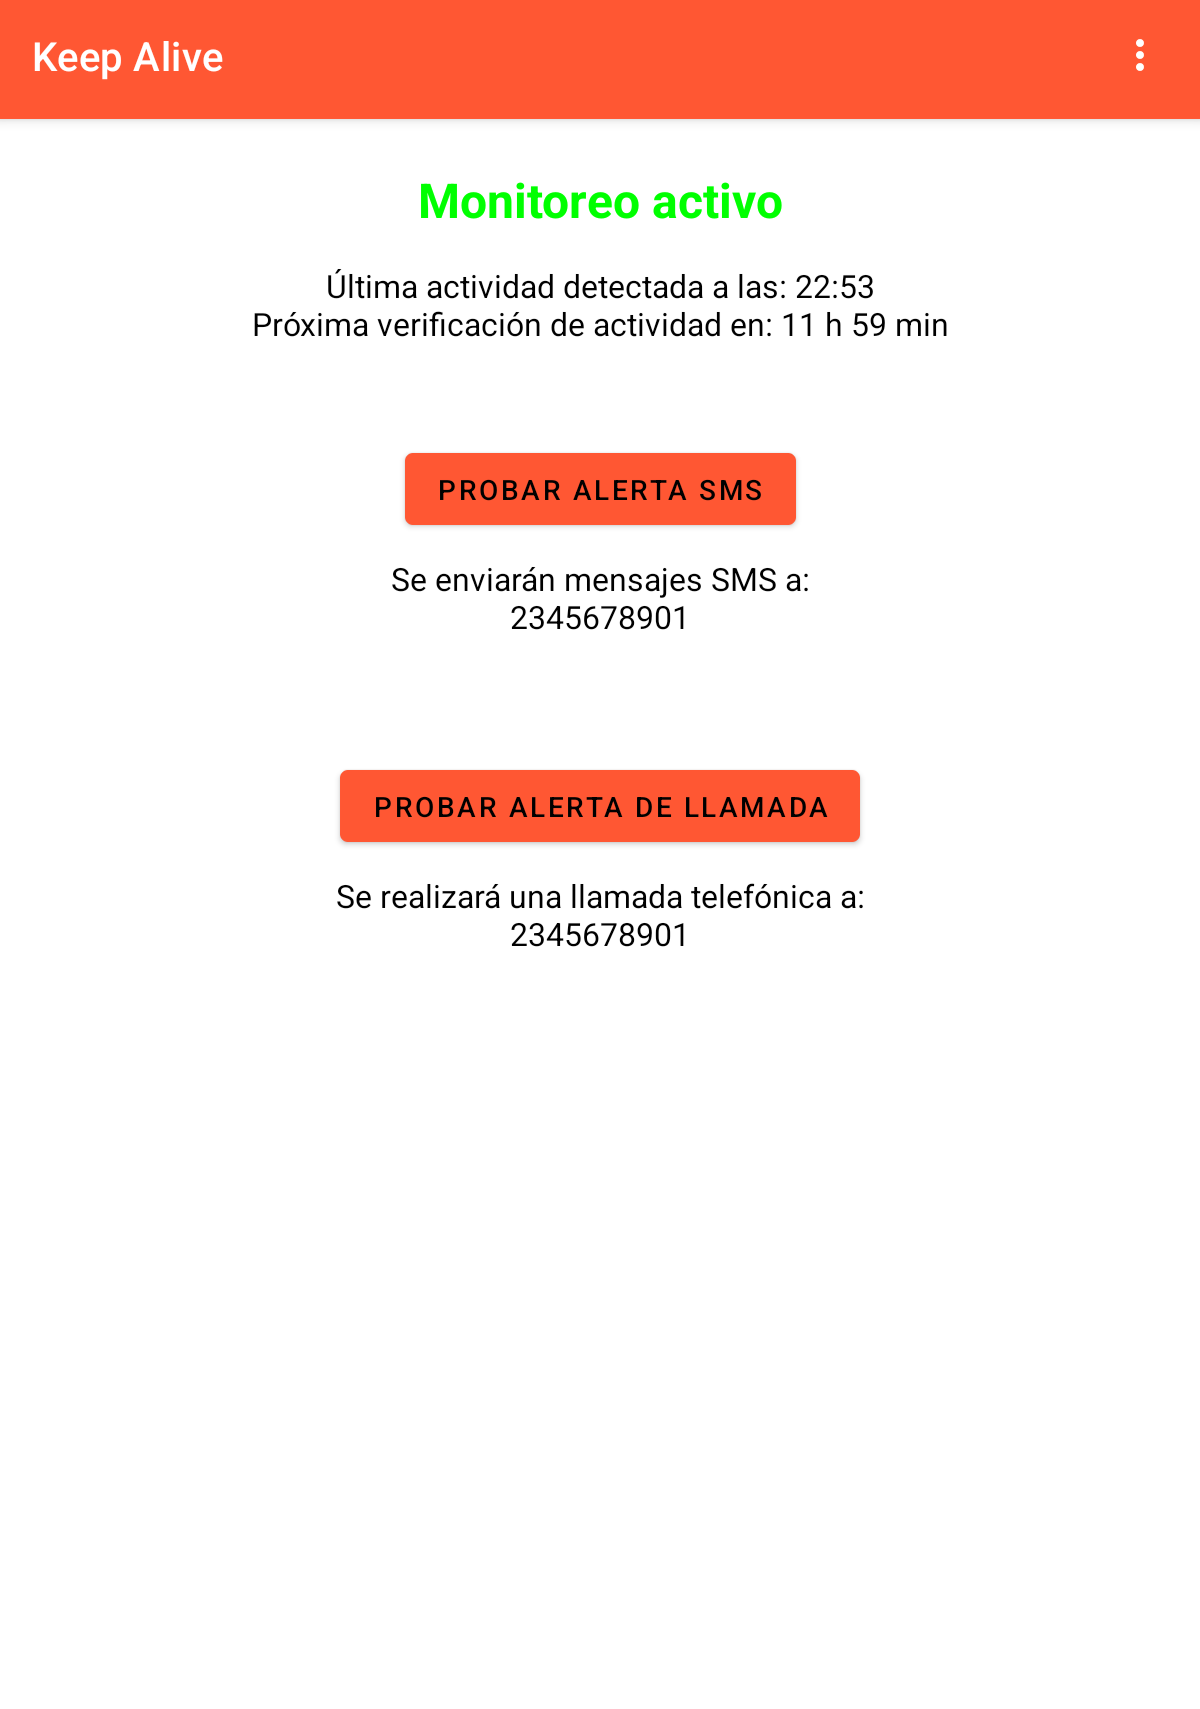 Keep Alive
Monitoreo activo
Última actividad detectada a las: 22:53
Próxima verificación de actividad en: 11 h 59 min
PROBAR ALERTA SMS
Se enviarán mensajes SMS a:
2345678901
PROBAR ALERTA DE LLAMADA
Se realizará una llamada telefónica a:
2345678901